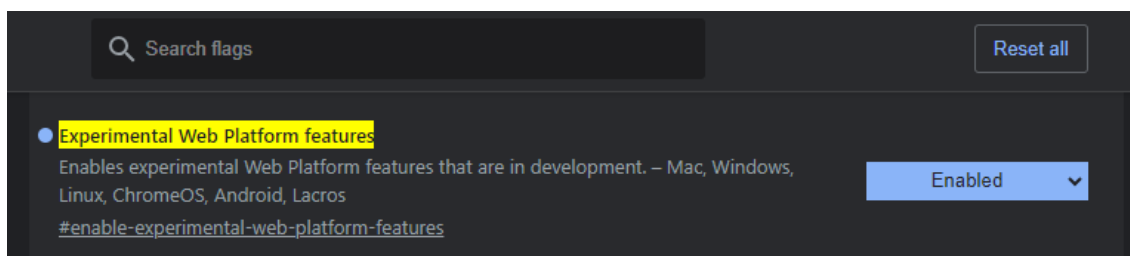 Search flags
Reset all
Experimental Web Platform features
Enables experimental Web Platform features that are in development. – Mac, Windows,
Linux, ChromeOS, Android, Lacros
Enabled
#enable-experimental-web-platform-features